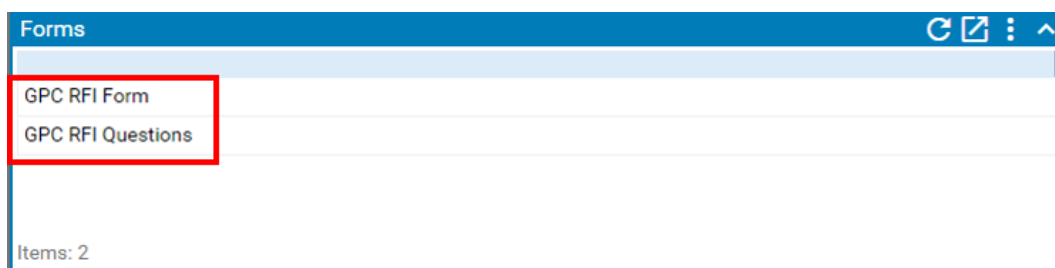 Forms
GPC RFI Form
GPC RFI Questions
Items: 2